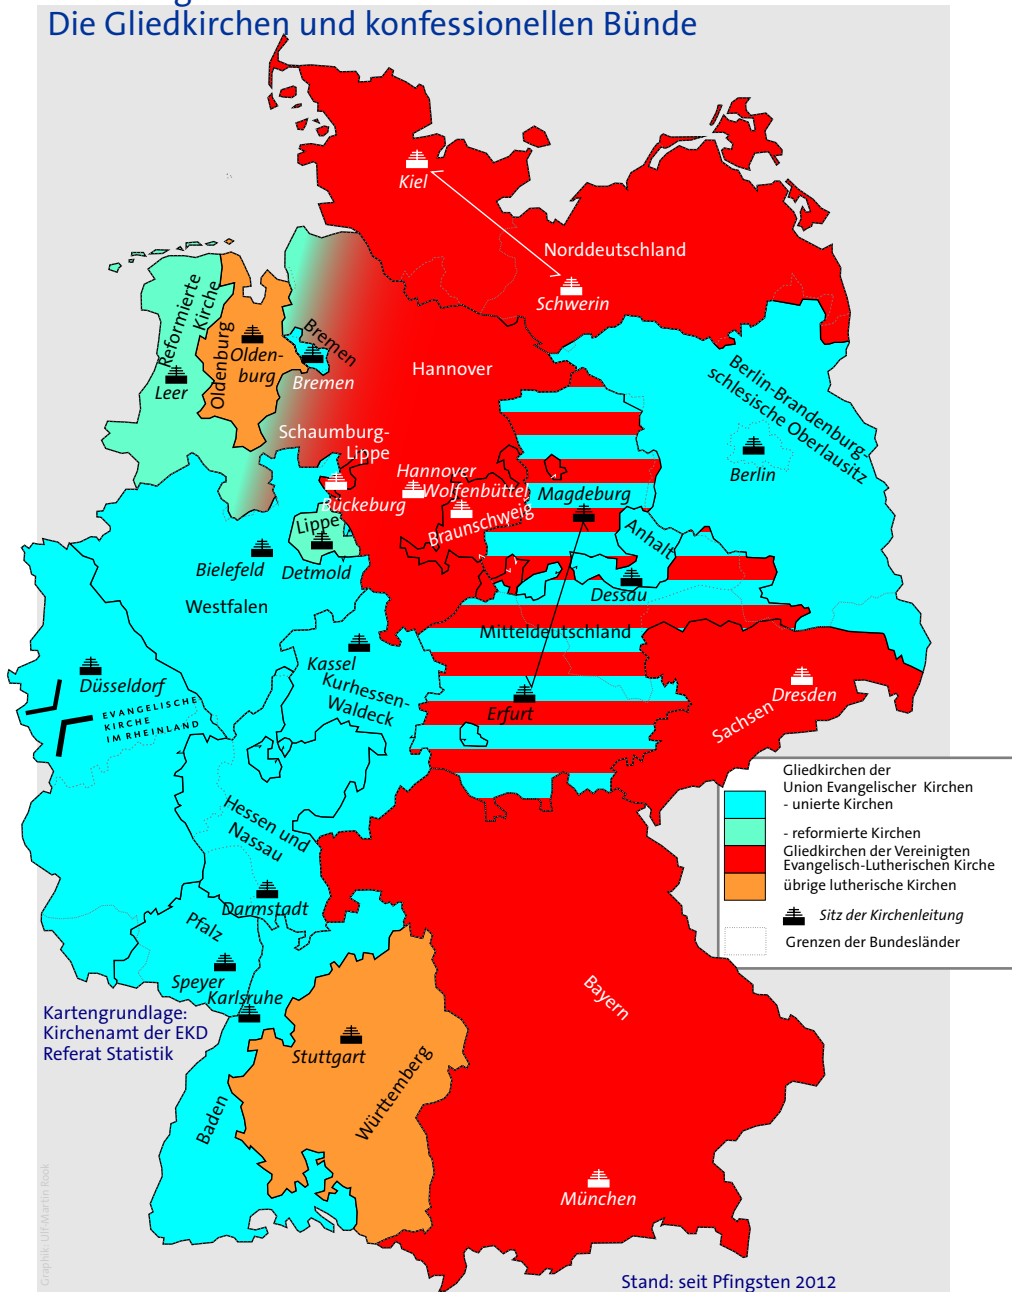 Die Gliedkirchen und konfessionellen Bünde
Kiel
Norddeutschland
Schwerin
Reformierte
Kirche
Leer
Oldenburg
Olden-
burg
Bremen
Bremen
Hannover
Berlin-Brandenburg-
schlesische Oberlausitz
Berlin
Schaumburg-
Lippe
Bückeburg
Hannover
Wolfenbüttel
Braunschweig
Magdeburg
Anhalt
Dessau
Lippe
Detmold
Bielefeld
Westfalen
Mitteldeutschland
Erfurt
Kassel
Kurhessen-
Waldeck
Düsseldorf
EVANGELISCHE
KIRCHE
IM RHEINLAND
Dresden
Sachsen
Hessen und
Nassau
Darmstadt
Pfalz
Speyer
Karlsruhe
Baden
Stuttgart
Württemberg
Bayern
München
Gliedkirchen der
Union Evangelischer Kirchen
- unierte Kirchen
- reformierte Kirchen
Gliedkirchen der Vereinigten
Evangelisch-Lutherischen Kirche
übrige lutherische Kirchen
Sitz der Kirchenleitung
Grenzen der Bundesländer
Kartengrundlage:
Kirchenamt der EKD
Referat Statistik
Graphik: Ulf-Martin Rook
Stand: seit Pfingsten 2012